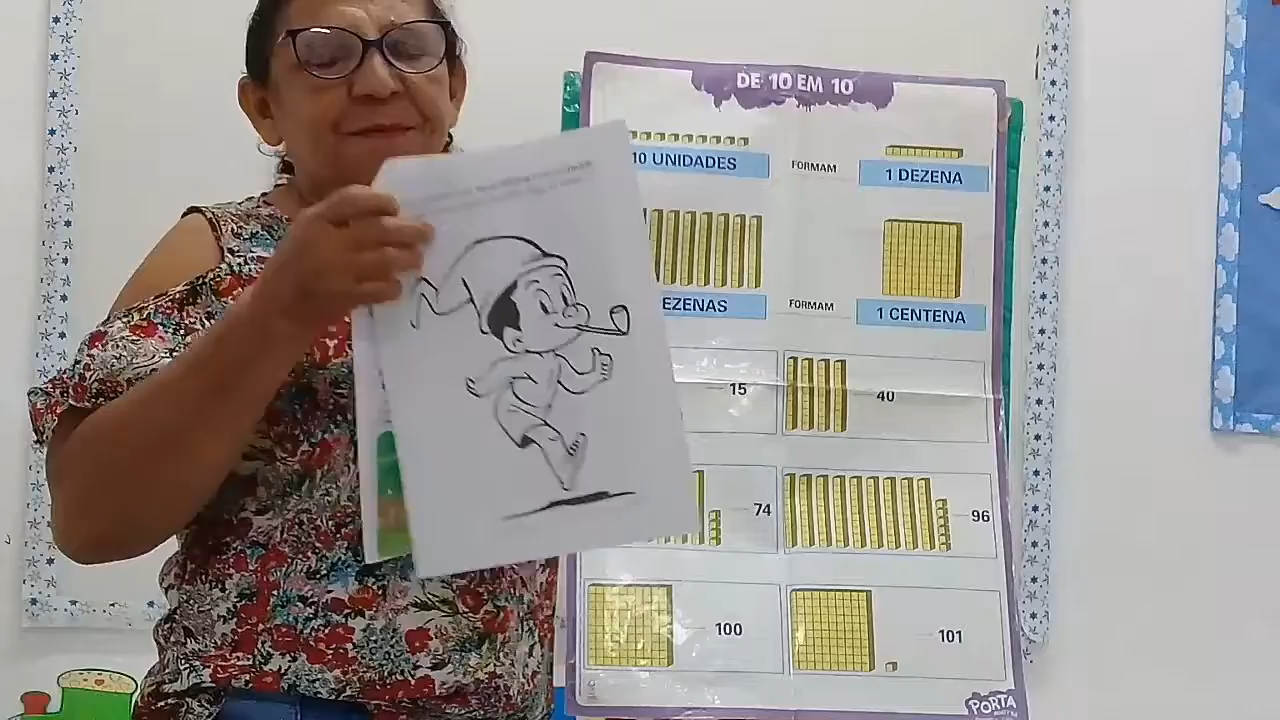 DE 10 EM 10
10 UNIDADES
FORMAM
1 DEZENA
EZENAS
FORMAM
1 CENTENA
15
40
74
96
100
101
PORTA